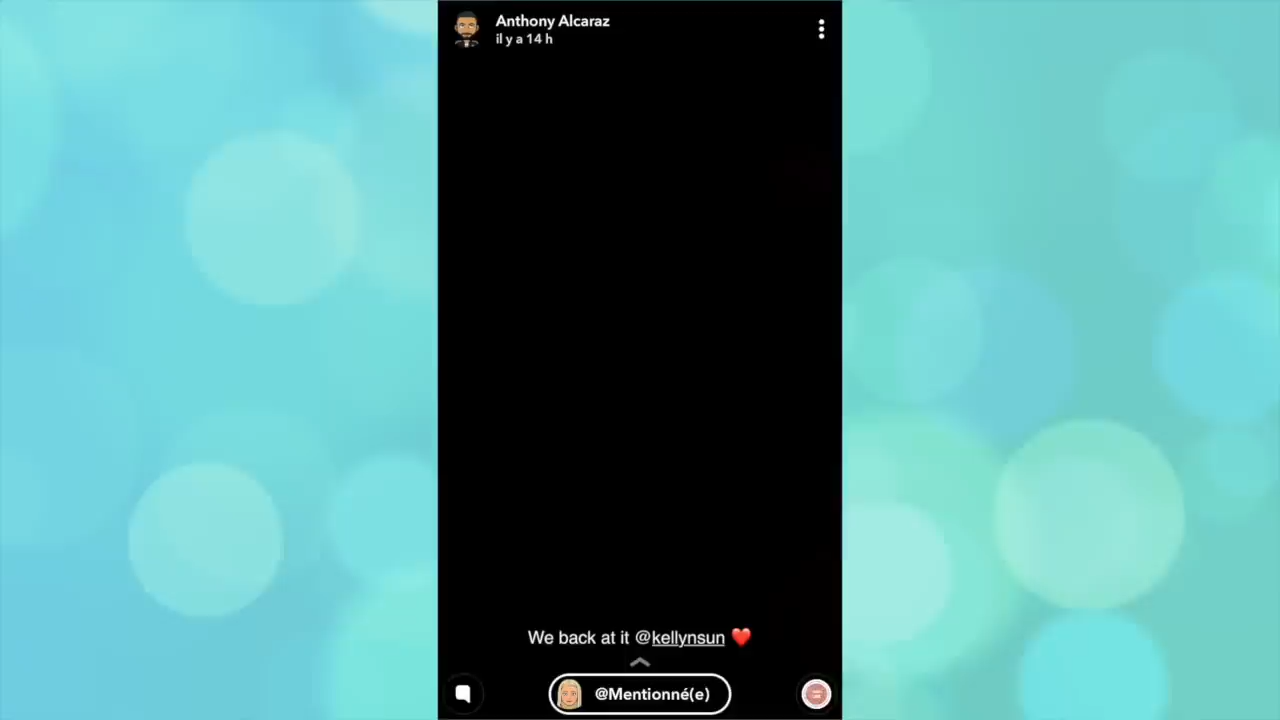 Anthony Alcaraz
il y a 14 h
We back at it @kellynsun ❤️
@Mentionné(e)